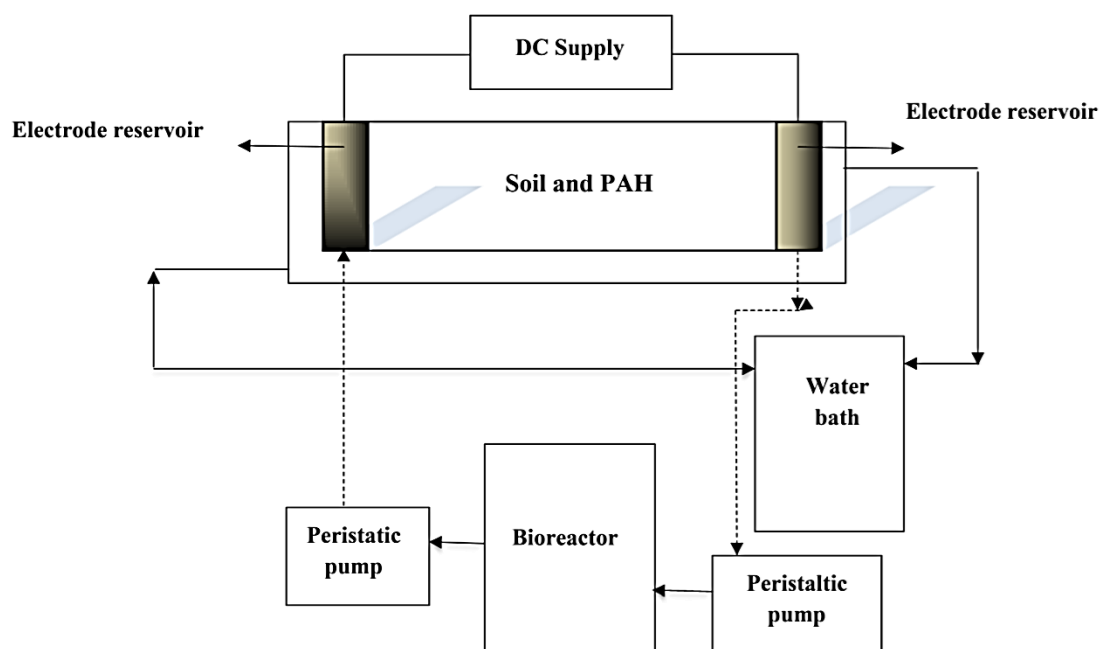 DC Supply
Electrode reservoir
Electrode reservoir
Soil and PAH
Water
bath
Peristatic
pump
Bioreactor
Peristaltic
pump